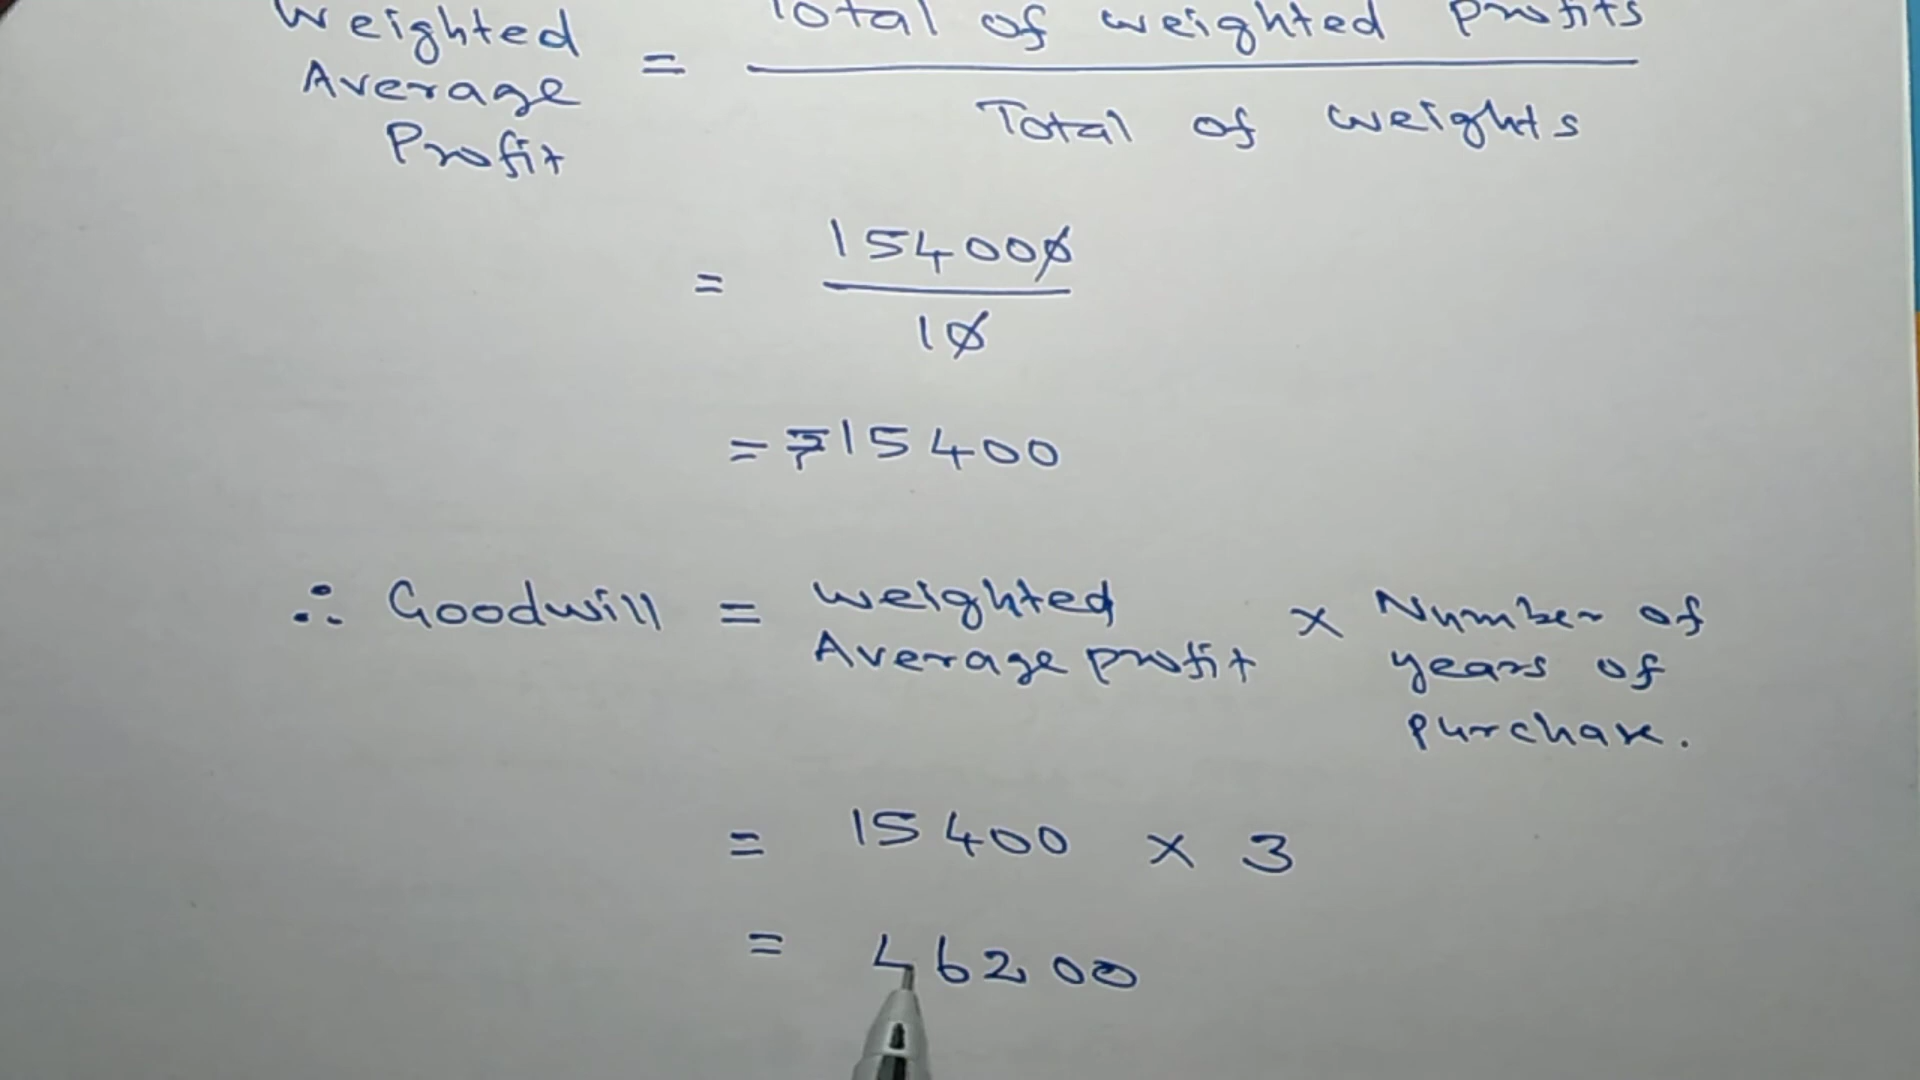 Weighted Average Profit = Total of weighted profits
Total of weights
= 154000
10
= ₹15400
∴ Goodwill = weighted Average profit × Number of years of purchase.
= 15400 × 3
= 46200